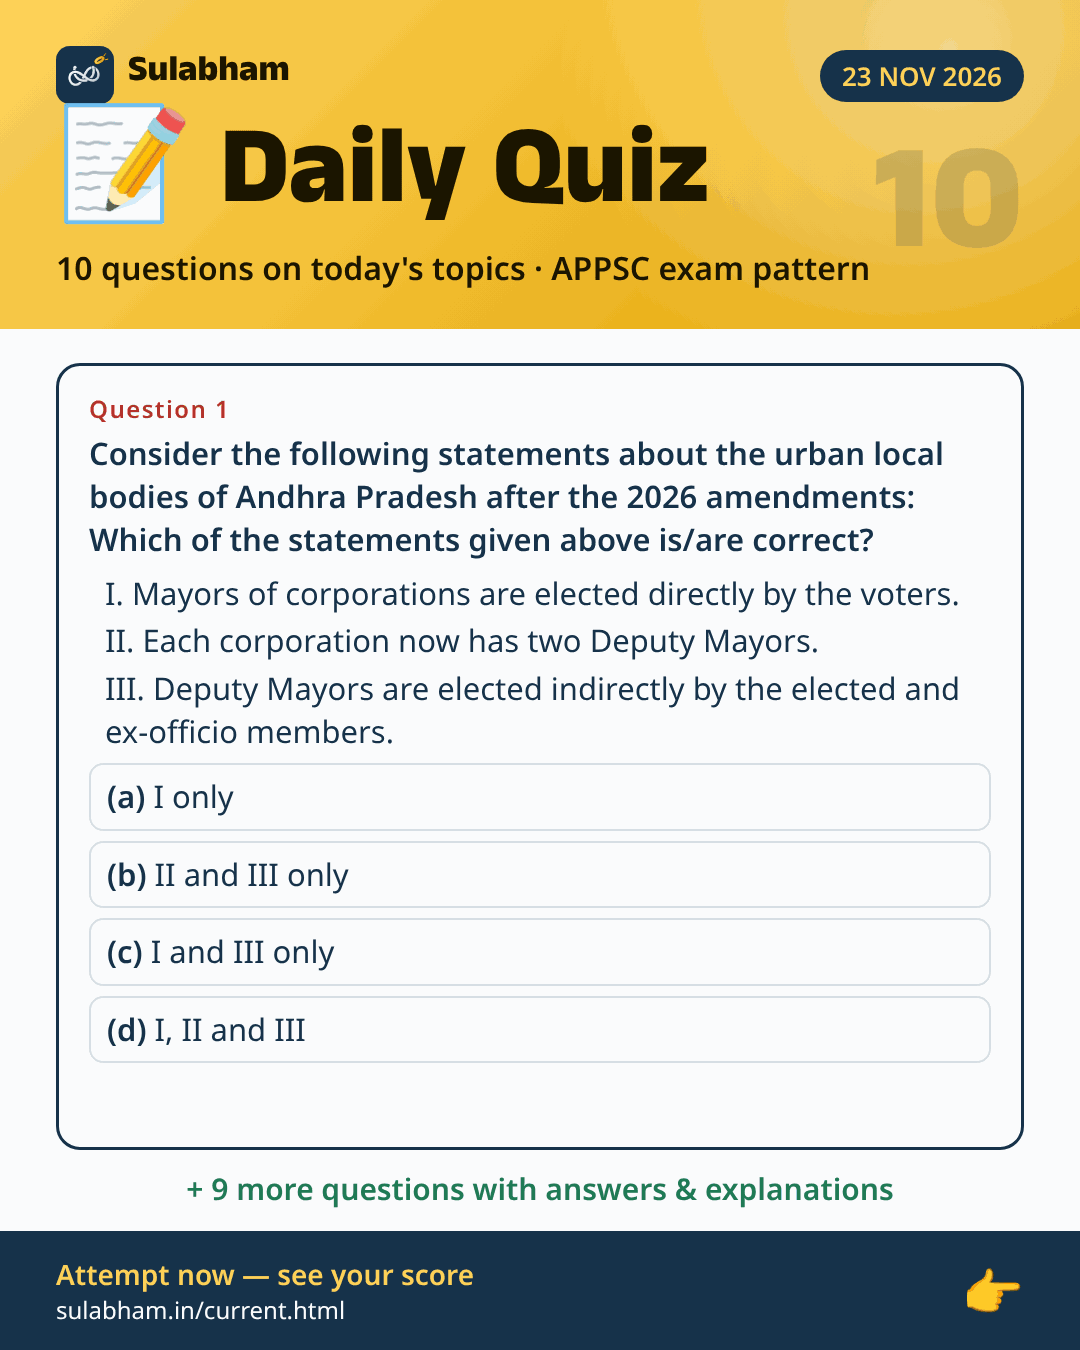 Sulabham
23 NOV 2026
Daily Quiz
10
10 questions on today's topics · APPSC exam pattern
Question 1
Consider the following statements about the urban local
bodies of Andhra Pradesh after the 2026 amendments:
Which of the statements given above is/are correct?
I. Mayors of corporations are elected directly by the voters.
II. Each corporation now has two Deputy Mayors.
III. Deputy Mayors are elected indirectly by the elected and
ex-officio members.
(a) I only
(b) II and III only
(c) I and III only
(d) I, II and III
+ 9 more questions with answers & explanations
Attempt now — see your score
sulabham.in/current.html